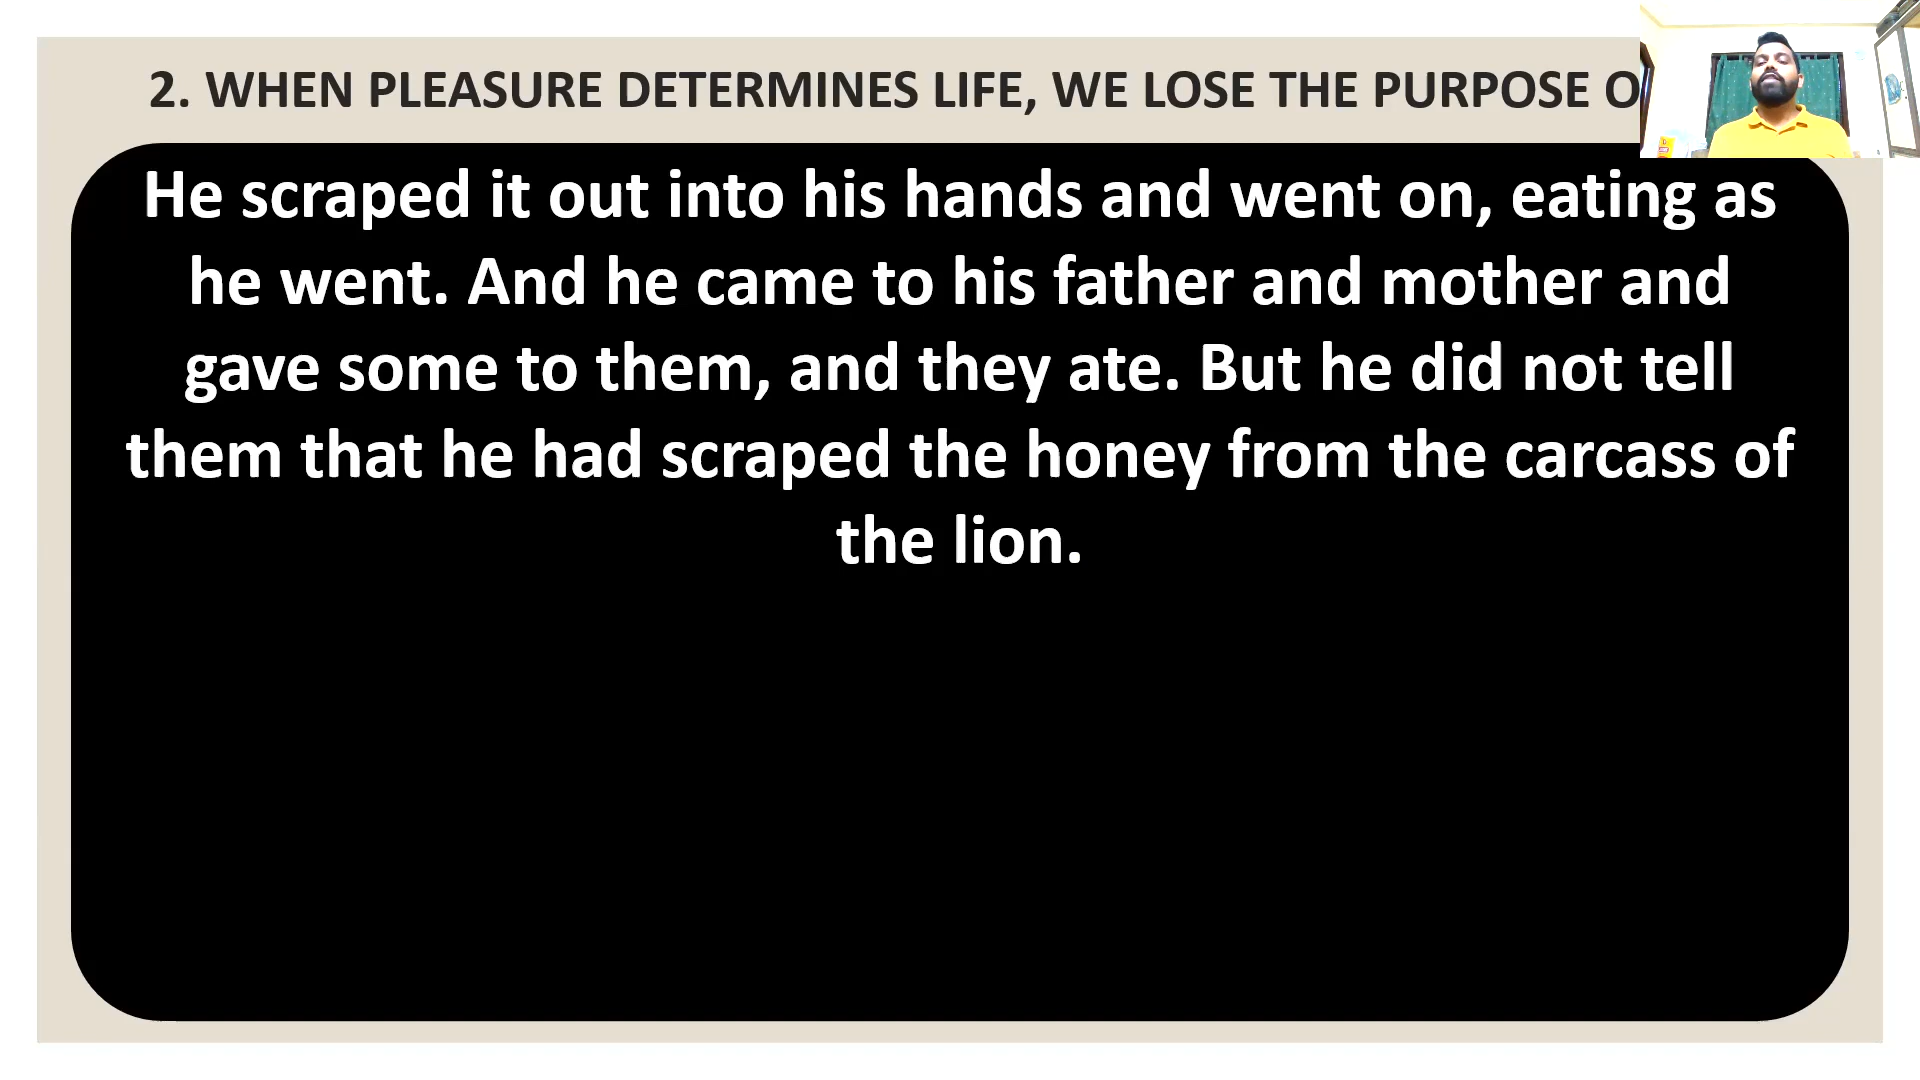 2. WHEN PLEASURE DETERMINES LIFE, WE LOSE THE PURPOSE
He scraped it out into his hands and went on, eating as
he went. And he came to his father and mother and
gave some to them, and they ate. But he did not tell
them that he had scraped the honey from the carcass of
the lion.